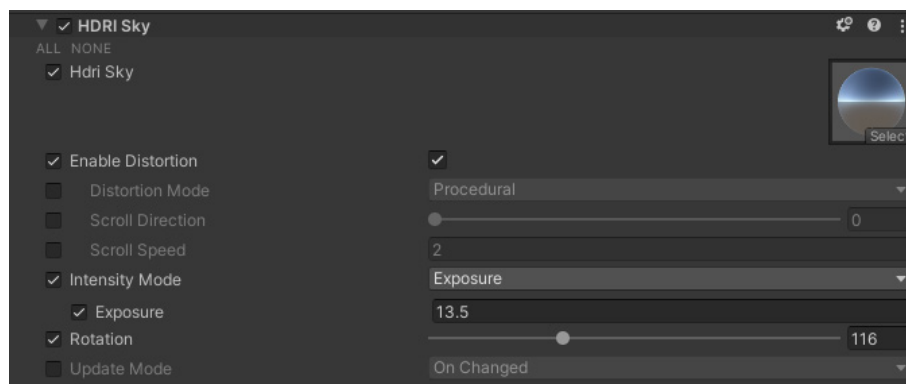 HDRI Sky
ALL NONE
Hdri Sky
Selec
Enable Distortion
Distortion Mode Procedural
Scroll Direction 0
Scroll Speed 2
Intensity Mode Exposure
Exposure 13.5
Rotation 116
Update Mode On Changed